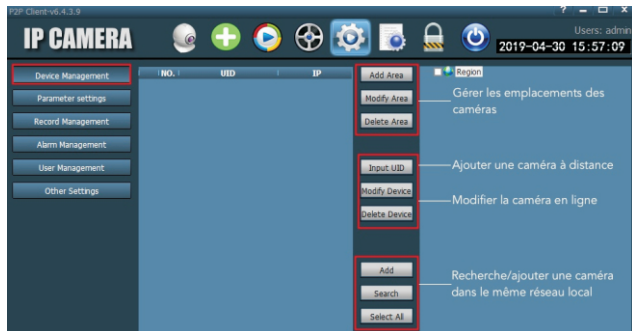 P2P Client-v6.4.3.9
IP CAMERA
Users: admin
2019-04-30 15:57:09
Device Management
Parameter settings
Record Management
Alarm Management
User Management
Other Settings
NO. UID IP
Add Area
Modify Area
Delete Area
Region
Gérer les emplacements des
caméras
Input UID
Modify Device
Delete Device
Ajouter une caméra à distance
Modifier la caméra en ligne
Add
Search
Select All
Recherche/ajouter une caméra
dans le même réseau local